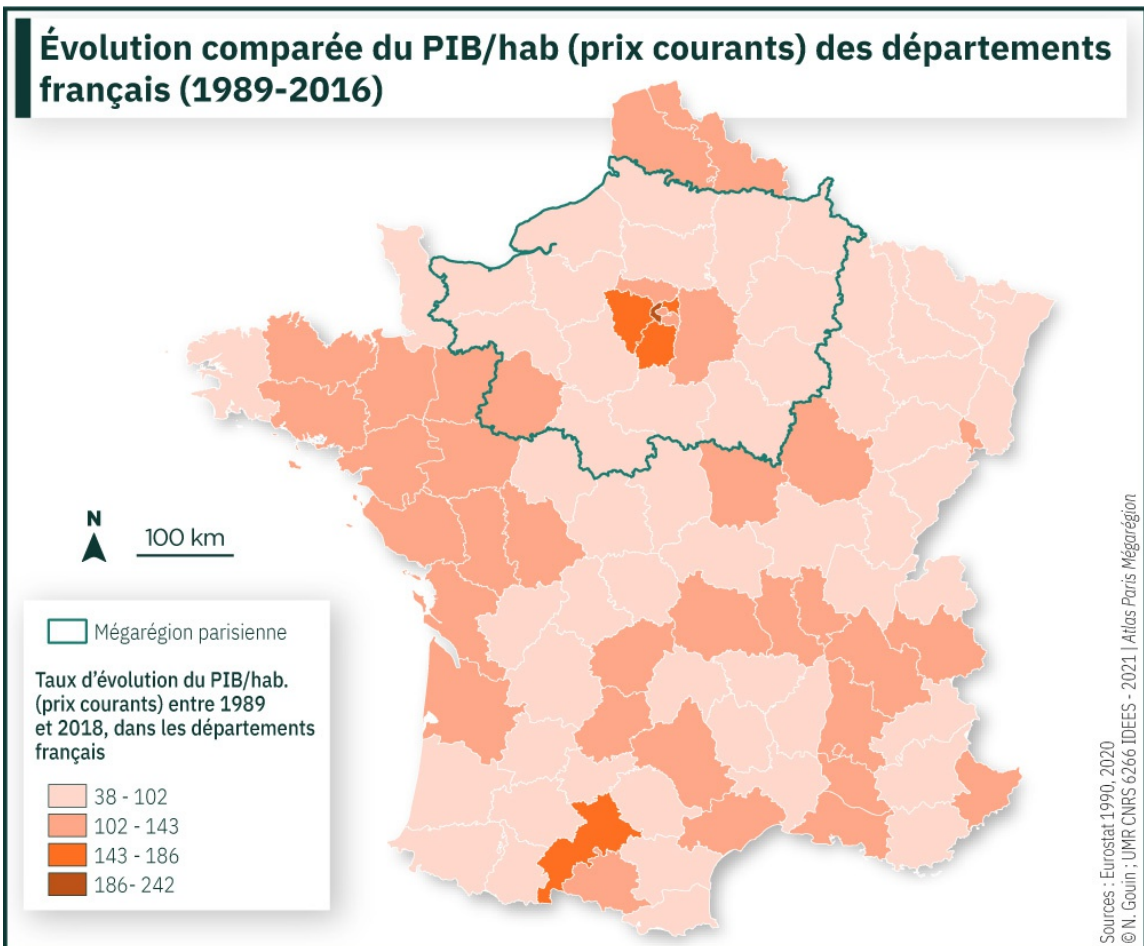 Évolution comparée du PIB/hab (prix courants) des départements
français (1989-2016)
N
100 km
Mégarégion parisienne
Taux d'évolution du PIB/hab.
(prix courants) entre 1989
et 2018, dans les départements
français
38 - 102
102 - 143
143 - 186
186- 242
Sources : Eurostat 1990, 2020
© N. Gouin ; UMR CNRS 6266 IDEES - 2021 | Atlas Paris Mégarégion